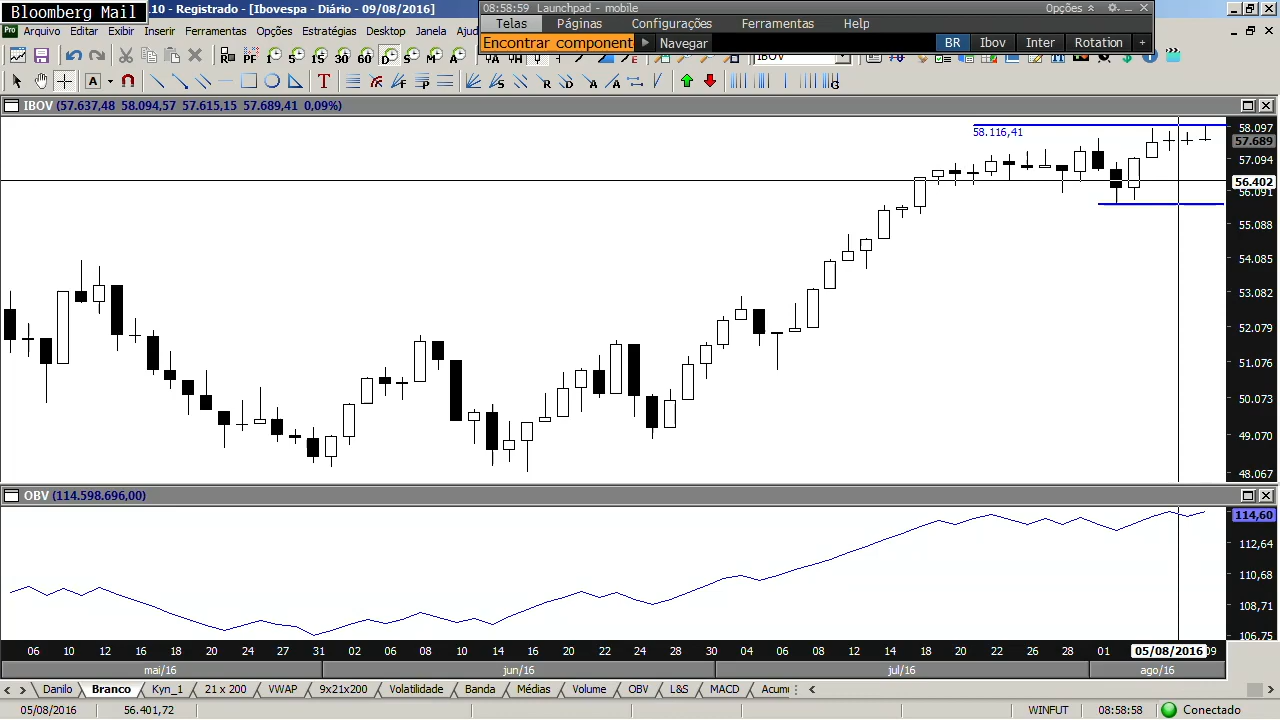 Bloomberg Mail
.10 - Registrado - [Ibovespa - Diário - 09/08/2016]
08:58:59 Launchpad - mobile
Opções
Pro Arquivo Editar Exibir Inserir Ferramentas Opções Estratégias Desktop Janela Ajud
Telas Páginas Configurações Ferramentas Help
Encontrar component Navegar BR Ibov Inter Rotation +
IBOV (57.637,48 58.094,57 57.615,15 57.689,41 0,09%)
58.116,41
58.097
57.689
57.094
56.402
56.091
55.088
54.085
53.082
52.079
51.076
50.073
49.070
48.067
OBV (114.598.696,00)
114,60
112,64
110,68
108,71
106,75
06 10 12 16 18 20 24 27 31 02 06 08 10 14 16 20 22 24 28 30 04 06 08 12 14 18 20 22 26 28 01 05/08/2016 09
mai/16 jun/16 jul/16 ago/16
Danilo Branco Kyn_1 21 x 200 VWAP 9x21x200 Volatilidade Banda Médias Volume OBV L&S MACD Acum
05/08/2016 56.401,72 WINFUT 08:58:58 Conectado